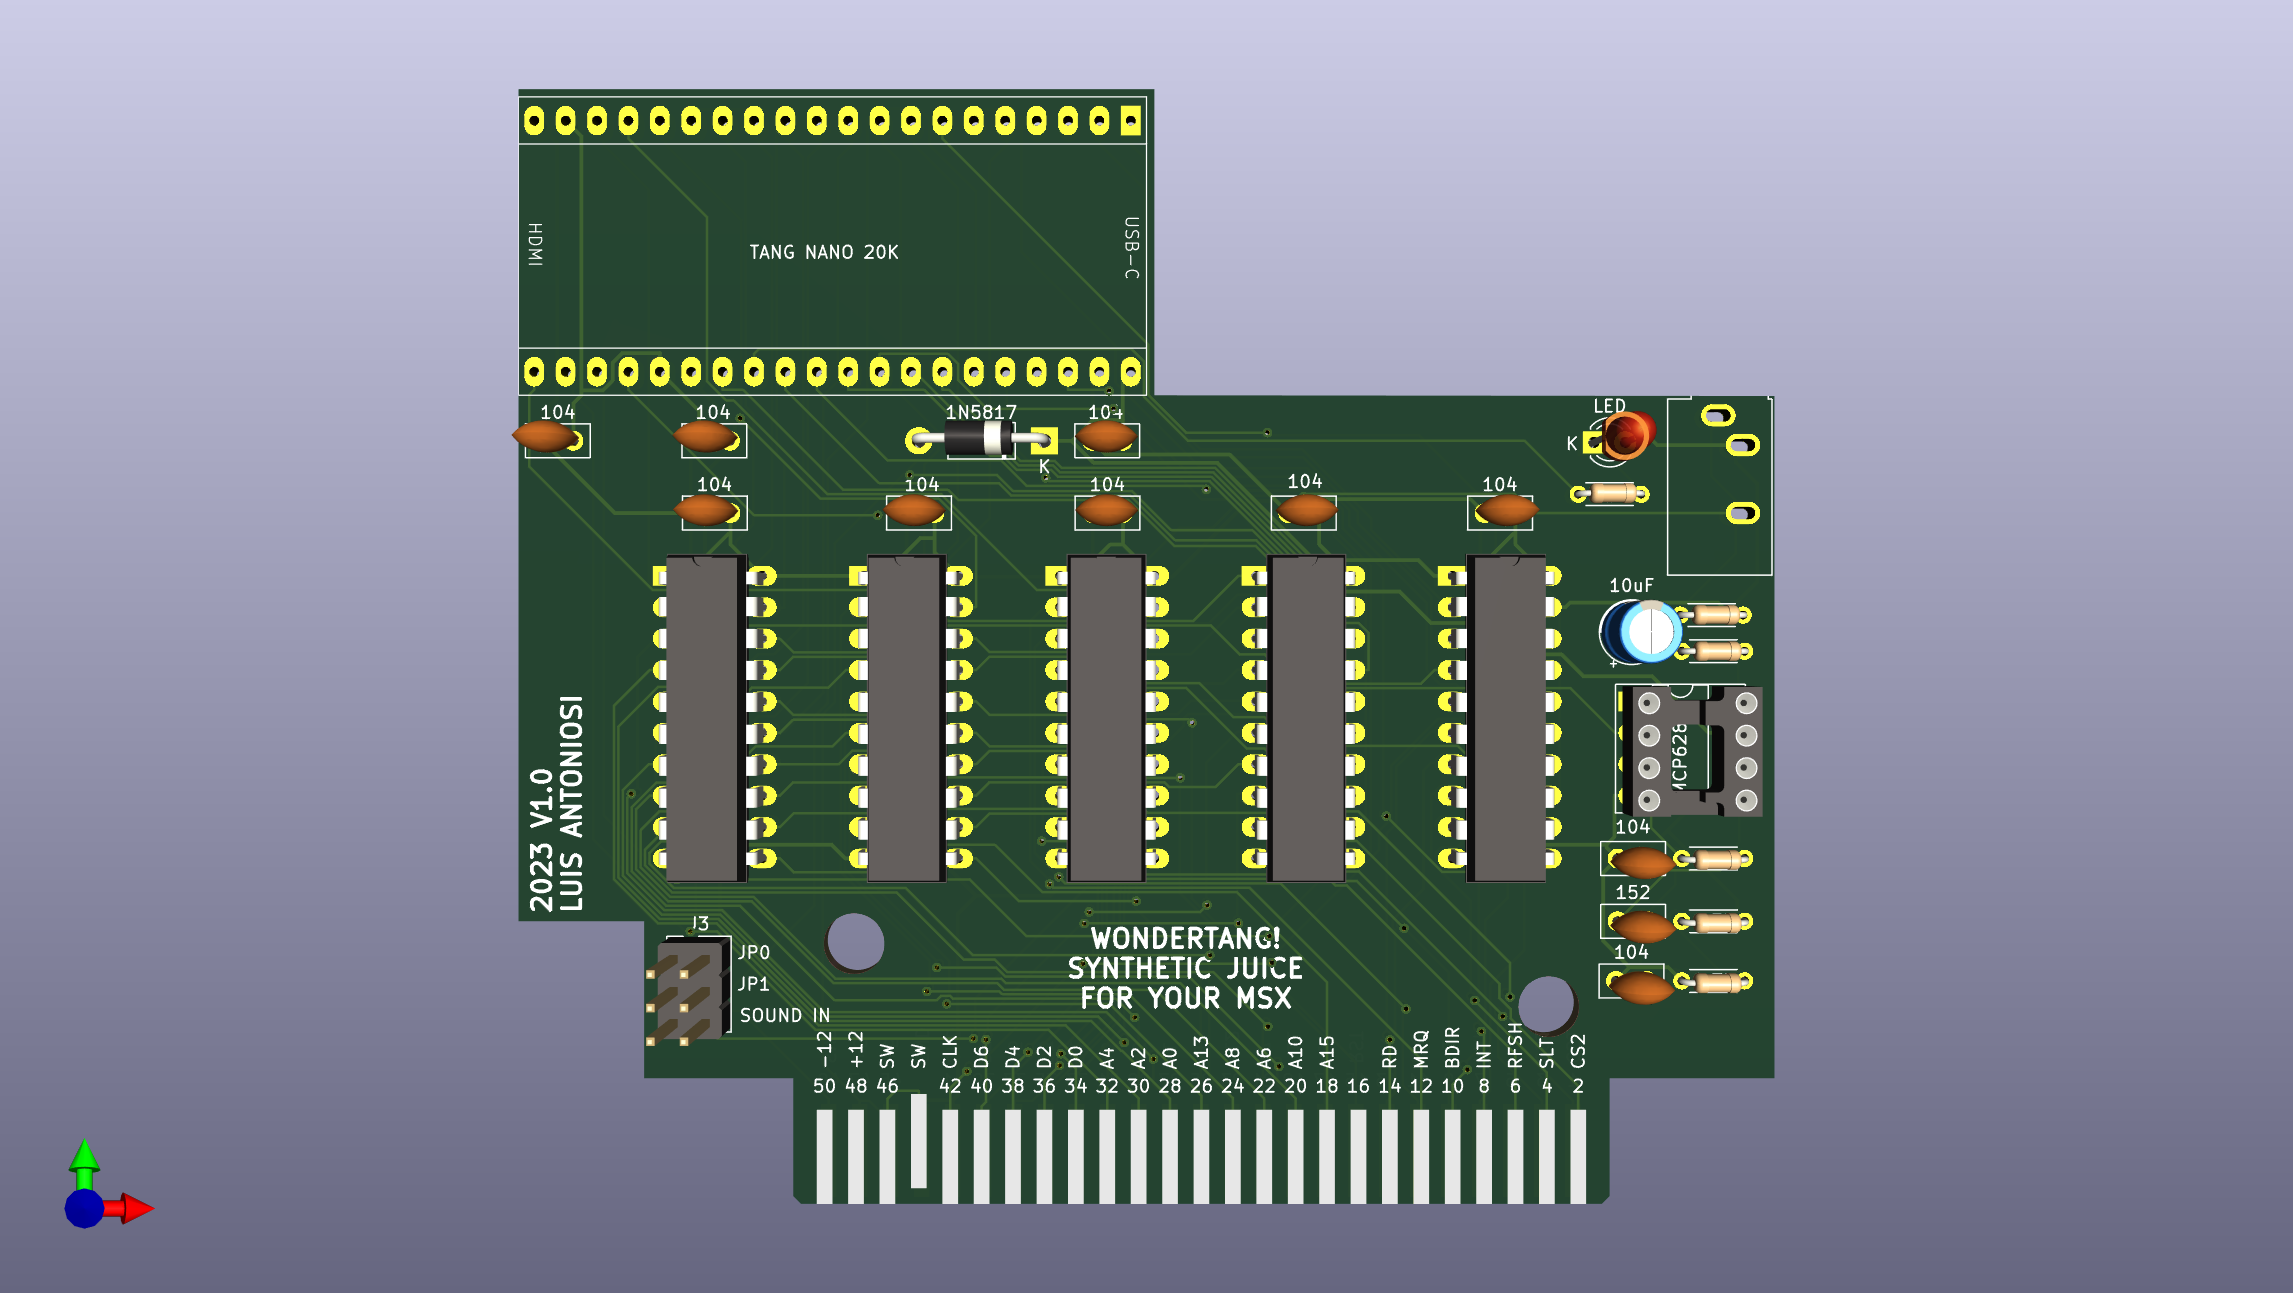 HDMI
TANG NANO 20K
USB-C
104
104
1N5817
104
LED
K
K
104
104
104
104
104
10uF
+
104
152
104
2023 V1.0
LUIS ANTONIOSI
J3
JP0
JP1
SOUND IN
WONDERTANG!
SYNTHETIC JUICE
FOR YOUR MSX
-12 +12 SW SW CLK D6 D4 D2 D0 A4 A2 A0 A13 A8 A6 A10 A15 RD MRQ BDIR INT RFSH SLT CS2
50 48 46 42 40 38 36 34 32 30 28 26 24 22 20 18 16 14 12 10 8 6 4 2